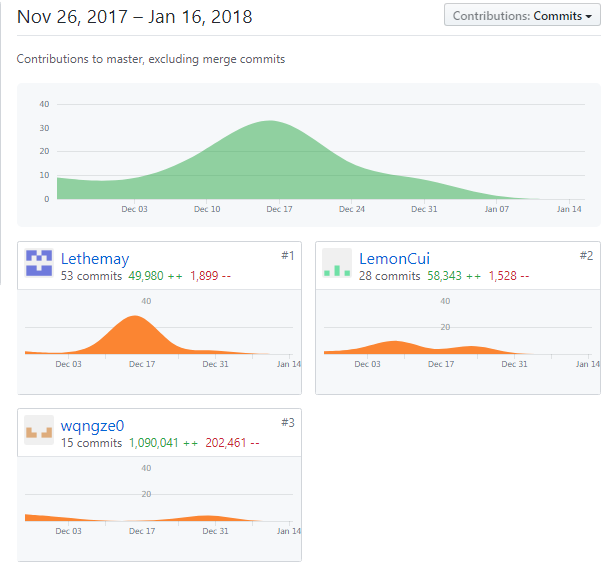 Nov 26, 2017 – Jan 16, 2018
Contributions: Commits
Contributions to master, excluding merge commits
40
30
20
10
0
Dec 03 Dec 10 Dec 17 Dec 24 Dec 31 Jan 07 Jan 14
Lethemay #1
53 commits 49,980 ++ 1,899 --
40
Dec 03 Dec 17 Dec 31 Jan 14
LemonCui #2
28 commits 58,343 ++ 1,528 --
40
20
Dec 03 Dec 17 Dec 31 Jan 14
wqngze0 #3
15 commits 1,090,041 ++ 202,461 --
40
20
Dec 03 Dec 17 Dec 31 Jan 14